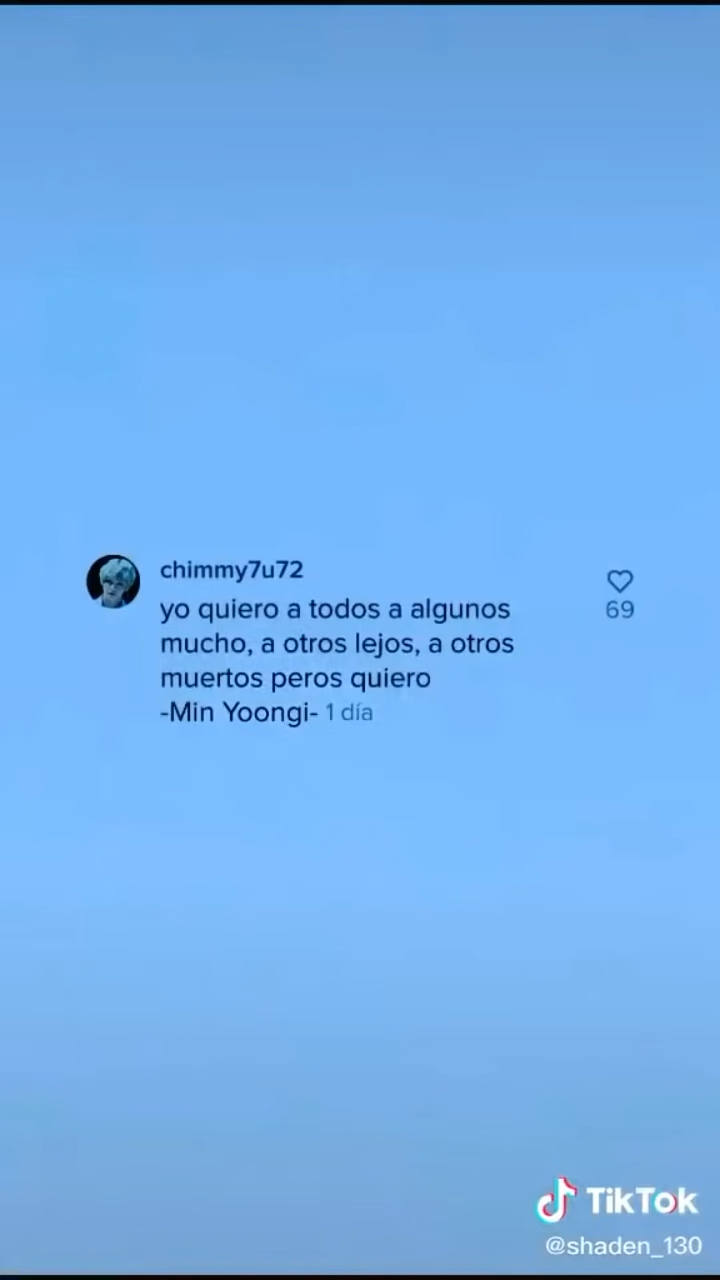 chimmy7u72
yo quiero a todos a algunos
mucho, a otros lejos, a otros
muertos peros quiero
-Min Yoongi- 1 día
69
TikTok
@shaden_130